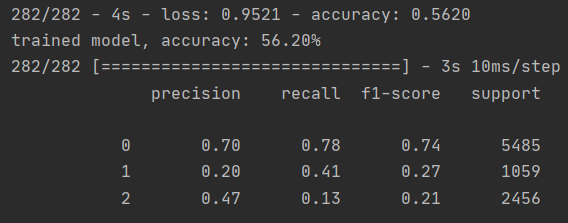 282/282 - 4s - loss: 0.9521 - accuracy: 0.5620
trained model, accuracy: 56.20%
282/282 [==============================] - 3s 10ms/step
precision recall f1-score support
0 0.70 0.78 0.74 5485
1 0.20 0.41 0.27 1059
2 0.47 0.13 0.21 2456